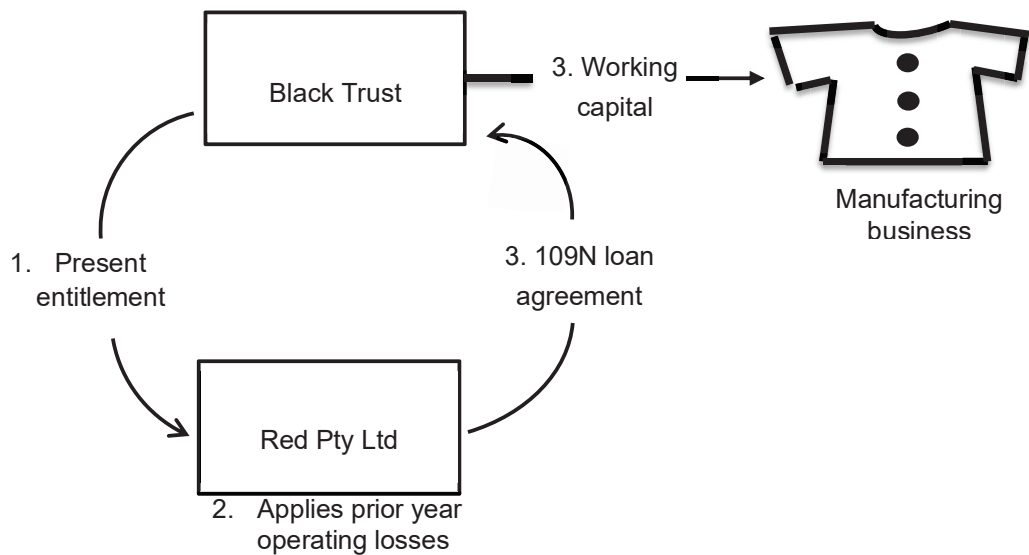 Black Trust
3. Working
capital
Manufacturing
business
1. Present
entitlement
3. 109N loan
agreement
Red Pty Ltd
2. Applies prior year
operating losses